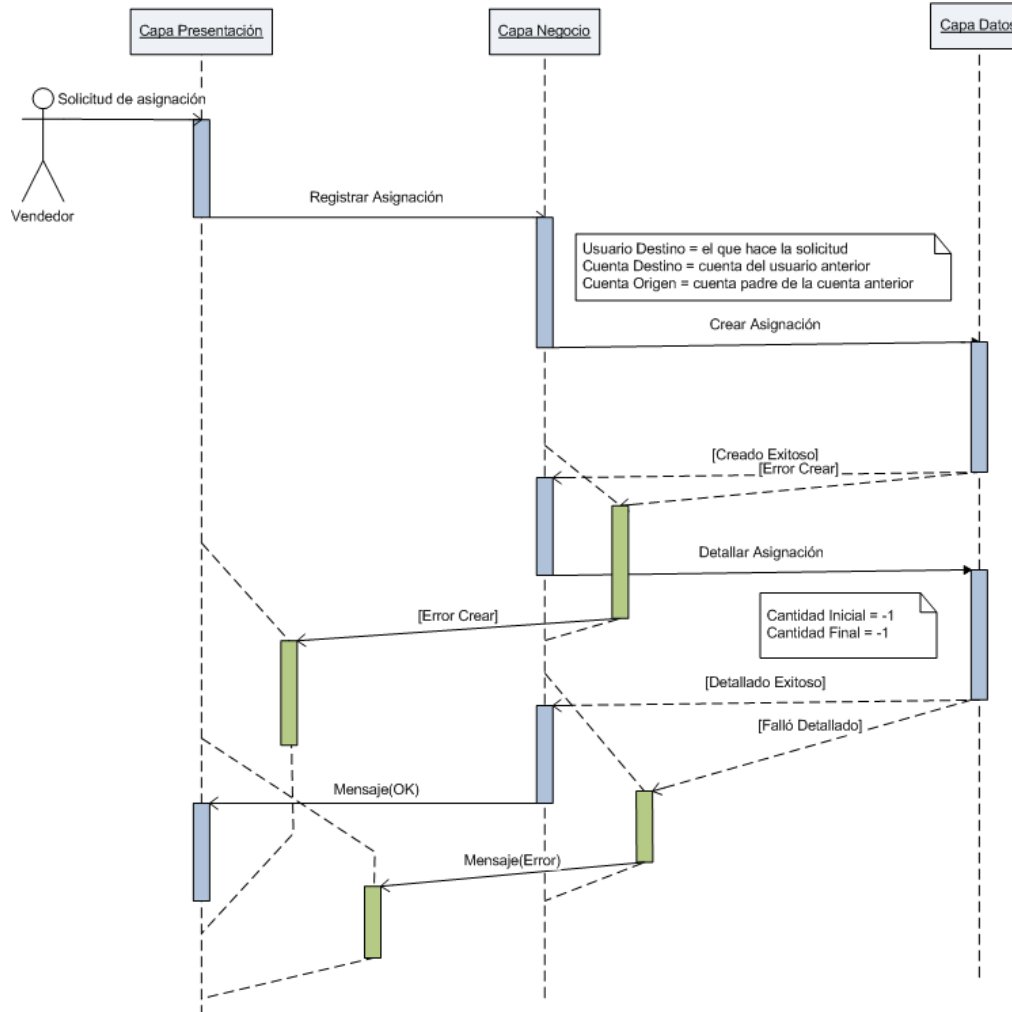 Capa Presentación
Capa Negocio
Capa Datos
Solicitud de asignación
Vendedor
Registrar Asignación
Usuario Destino = el que hace la solicitud
Cuenta Destino = cuenta del usuario anterior
Cuenta Origen = cuenta padre de la cuenta anterior
Crear Asignación
[Creado Exitoso]
[Error Crear]
Detallar Asignación
[Error Crear]
Cantidad Inicial = -1
Cantidad Final = -1
[Detallado Exitoso]
[Falló Detallado]
Mensaje(OK)
Mensaje(Error)